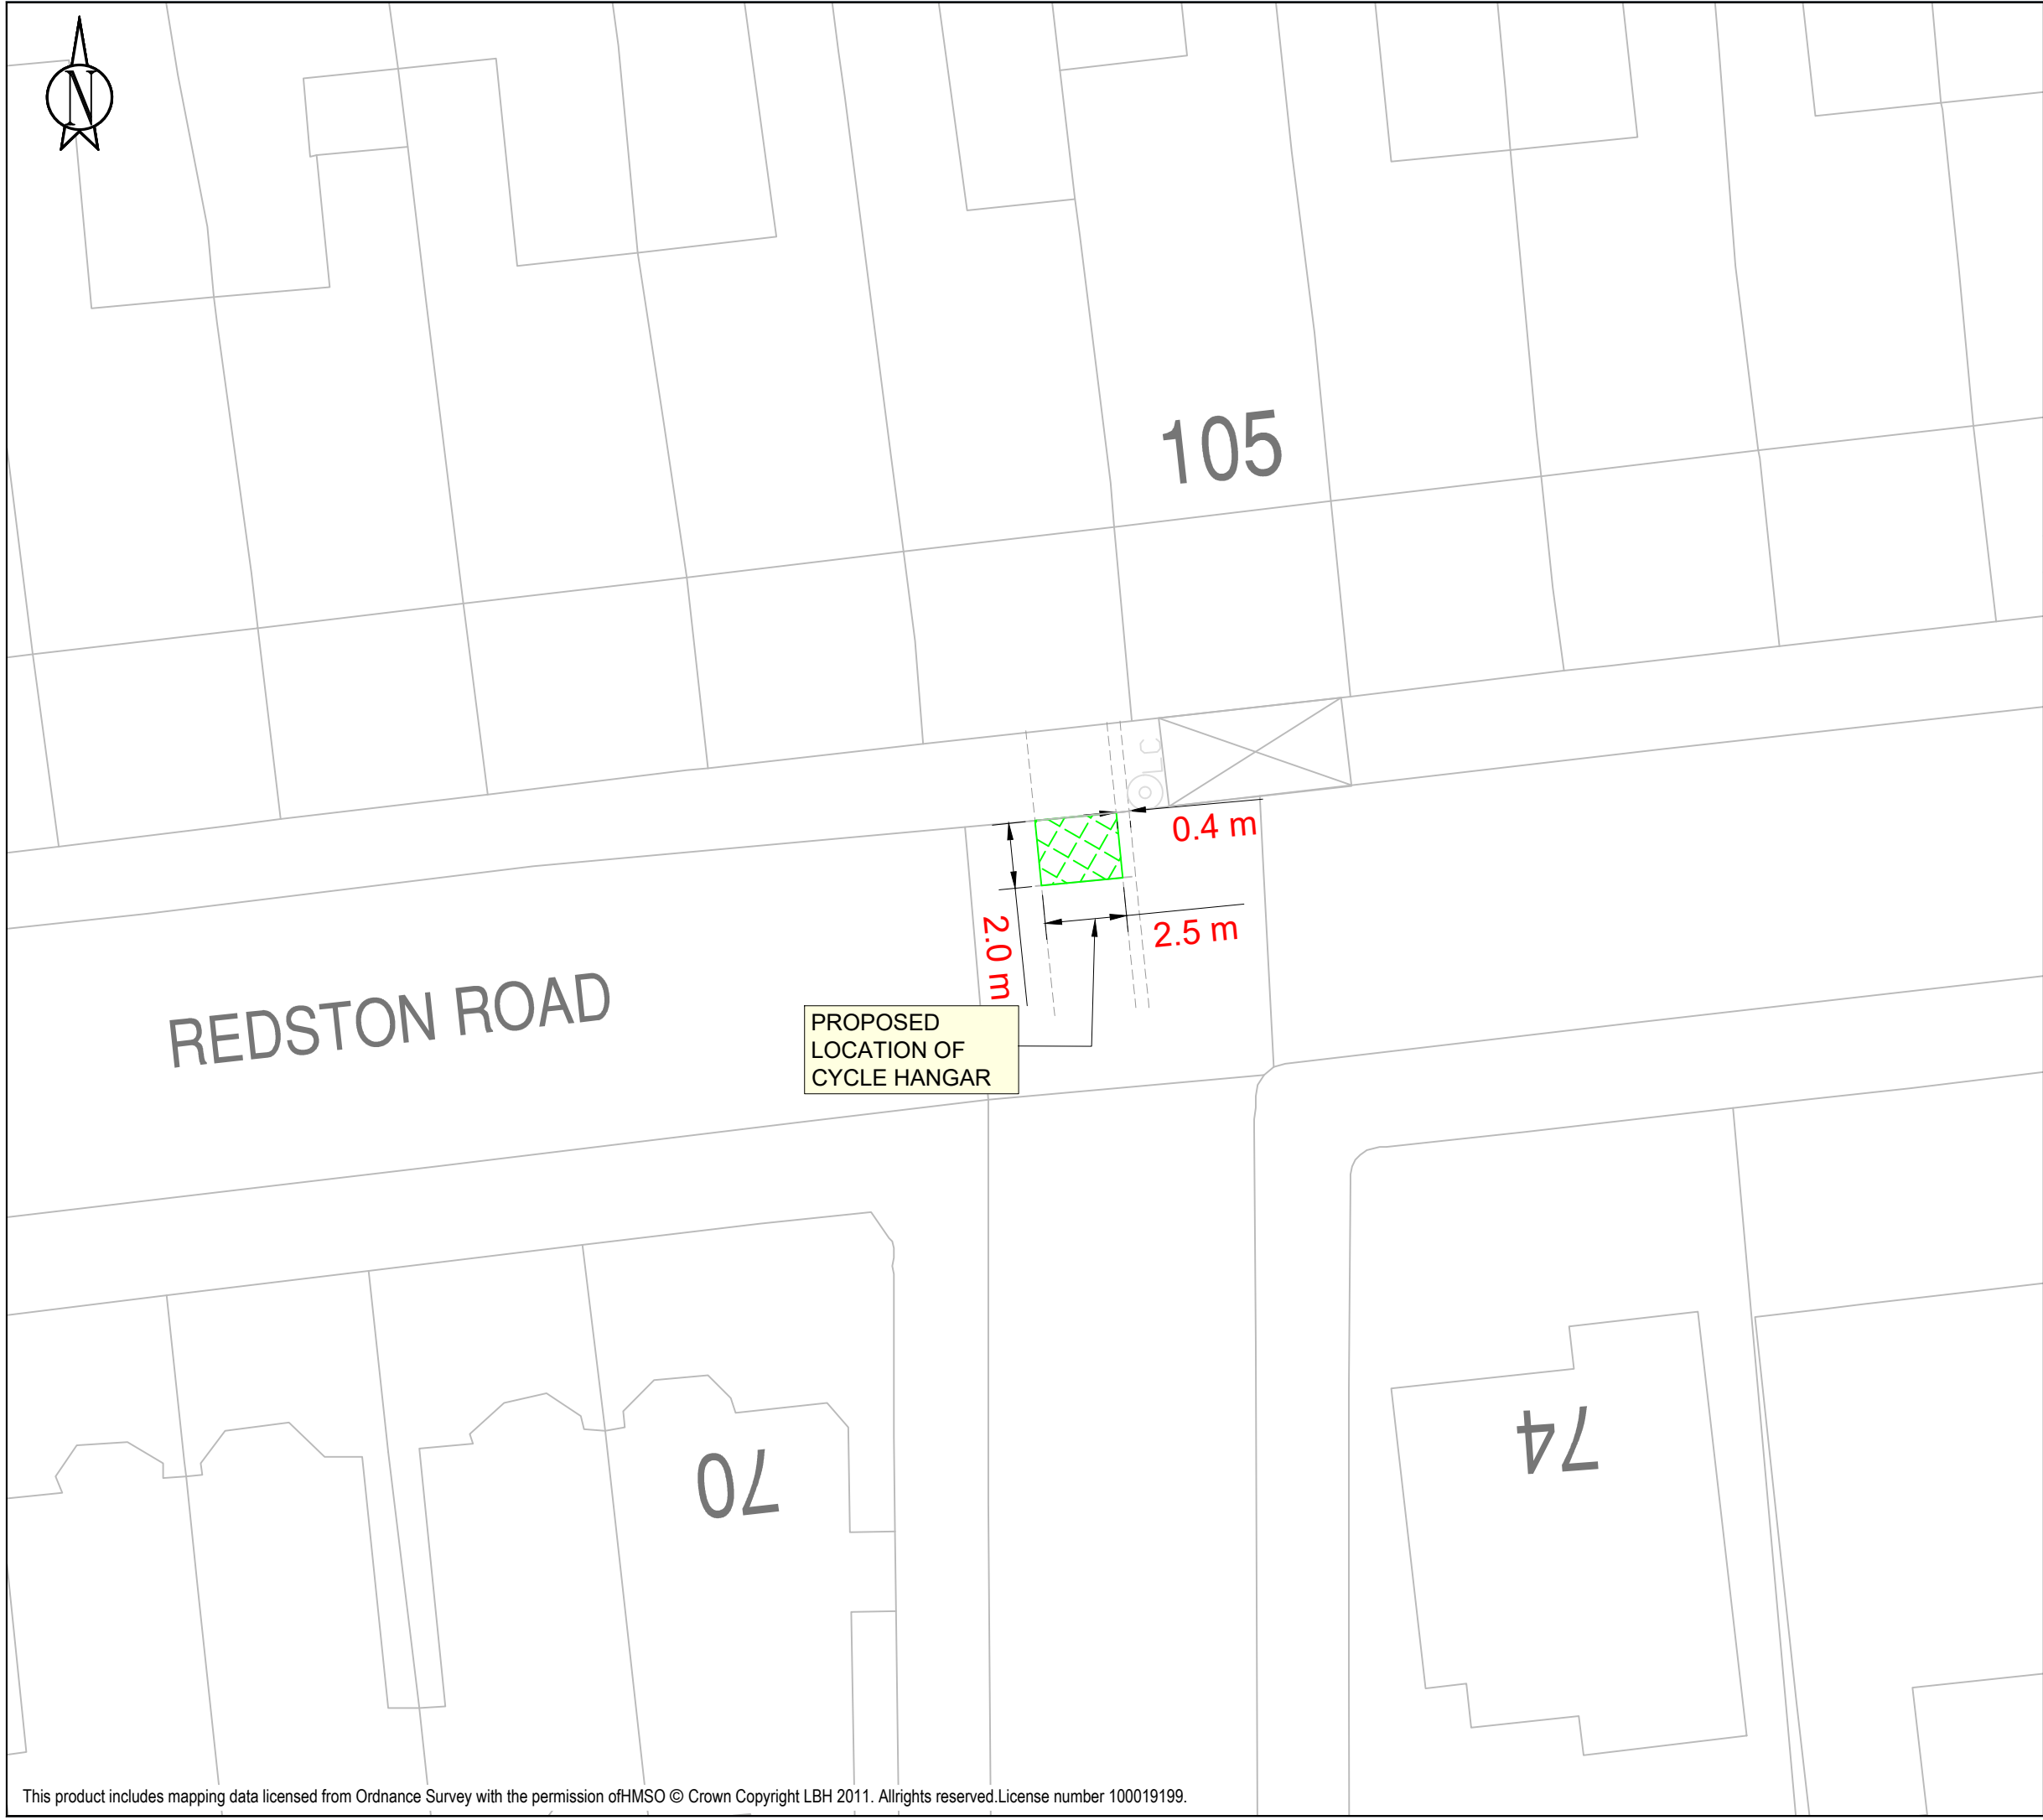 N
105
LC
0.4 m
2.5 m
2.0 m
REDSTON ROAD
PROPOSED
LOCATION OF
CYCLE HANGAR
70
74
This product includes mapping data licensed from Ordnance Survey with the permission ofHMSO © Crown Copyright LBH 2011. Allrights reserved.License number 100019199.